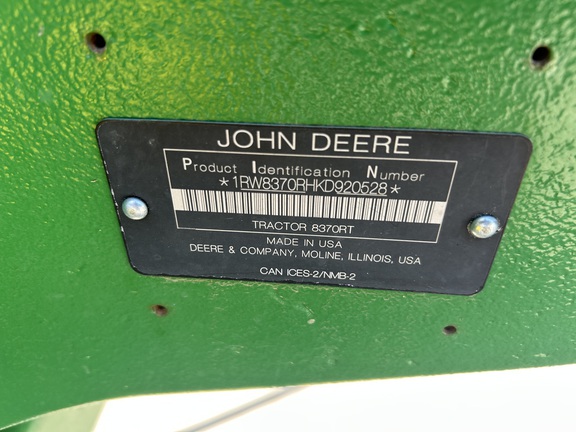 JOHN DEERE
Product Identification Number
*1RW8370RHKD920528*
TRACTOR 8370RT
MADE IN USA
DEERE & COMPANY, MOLINE, ILLINOIS, USA
CAN ICES-2/NMB-2